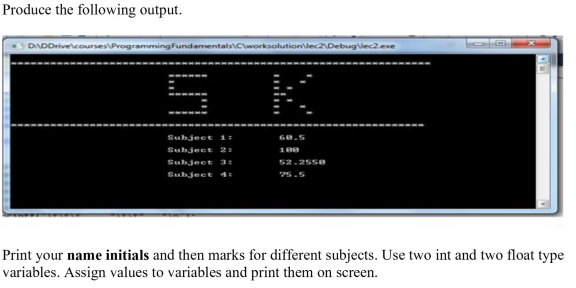 Produce the following output.
D:\DDrive\courses\ProgrammingFundamentals\C\worksolution\lec2\Debug\lec2.exe
S K
Subject 1: 60.5
Subject 2: 100
Subject 3: 52.2550
Subject 4: 75.5
Print your name initials and then marks for different subjects. Use two int and two float type
variables. Assign values to variables and print them on screen.